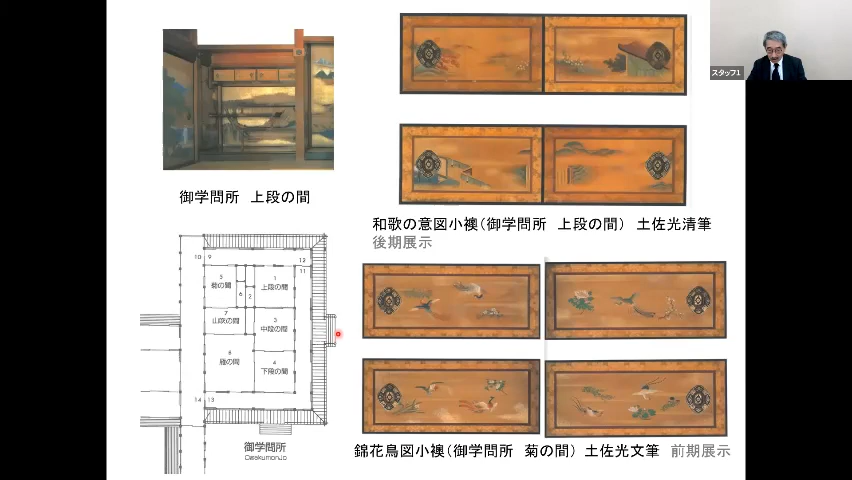 スタッフ1
御学問所　上段の間
和歌の意図小襖（御学問所　上段の間）　土佐光清筆
後期展示
10 9
12
11
5
菊の間
6
2
1
上段の間
7
山吹の間
3
中段の間
8
雁の間
4
下段の間
14 13
御学問所
Ogakumonjo
錦花鳥図小襖（御学問所　菊の間）　土佐光文筆　前期展示